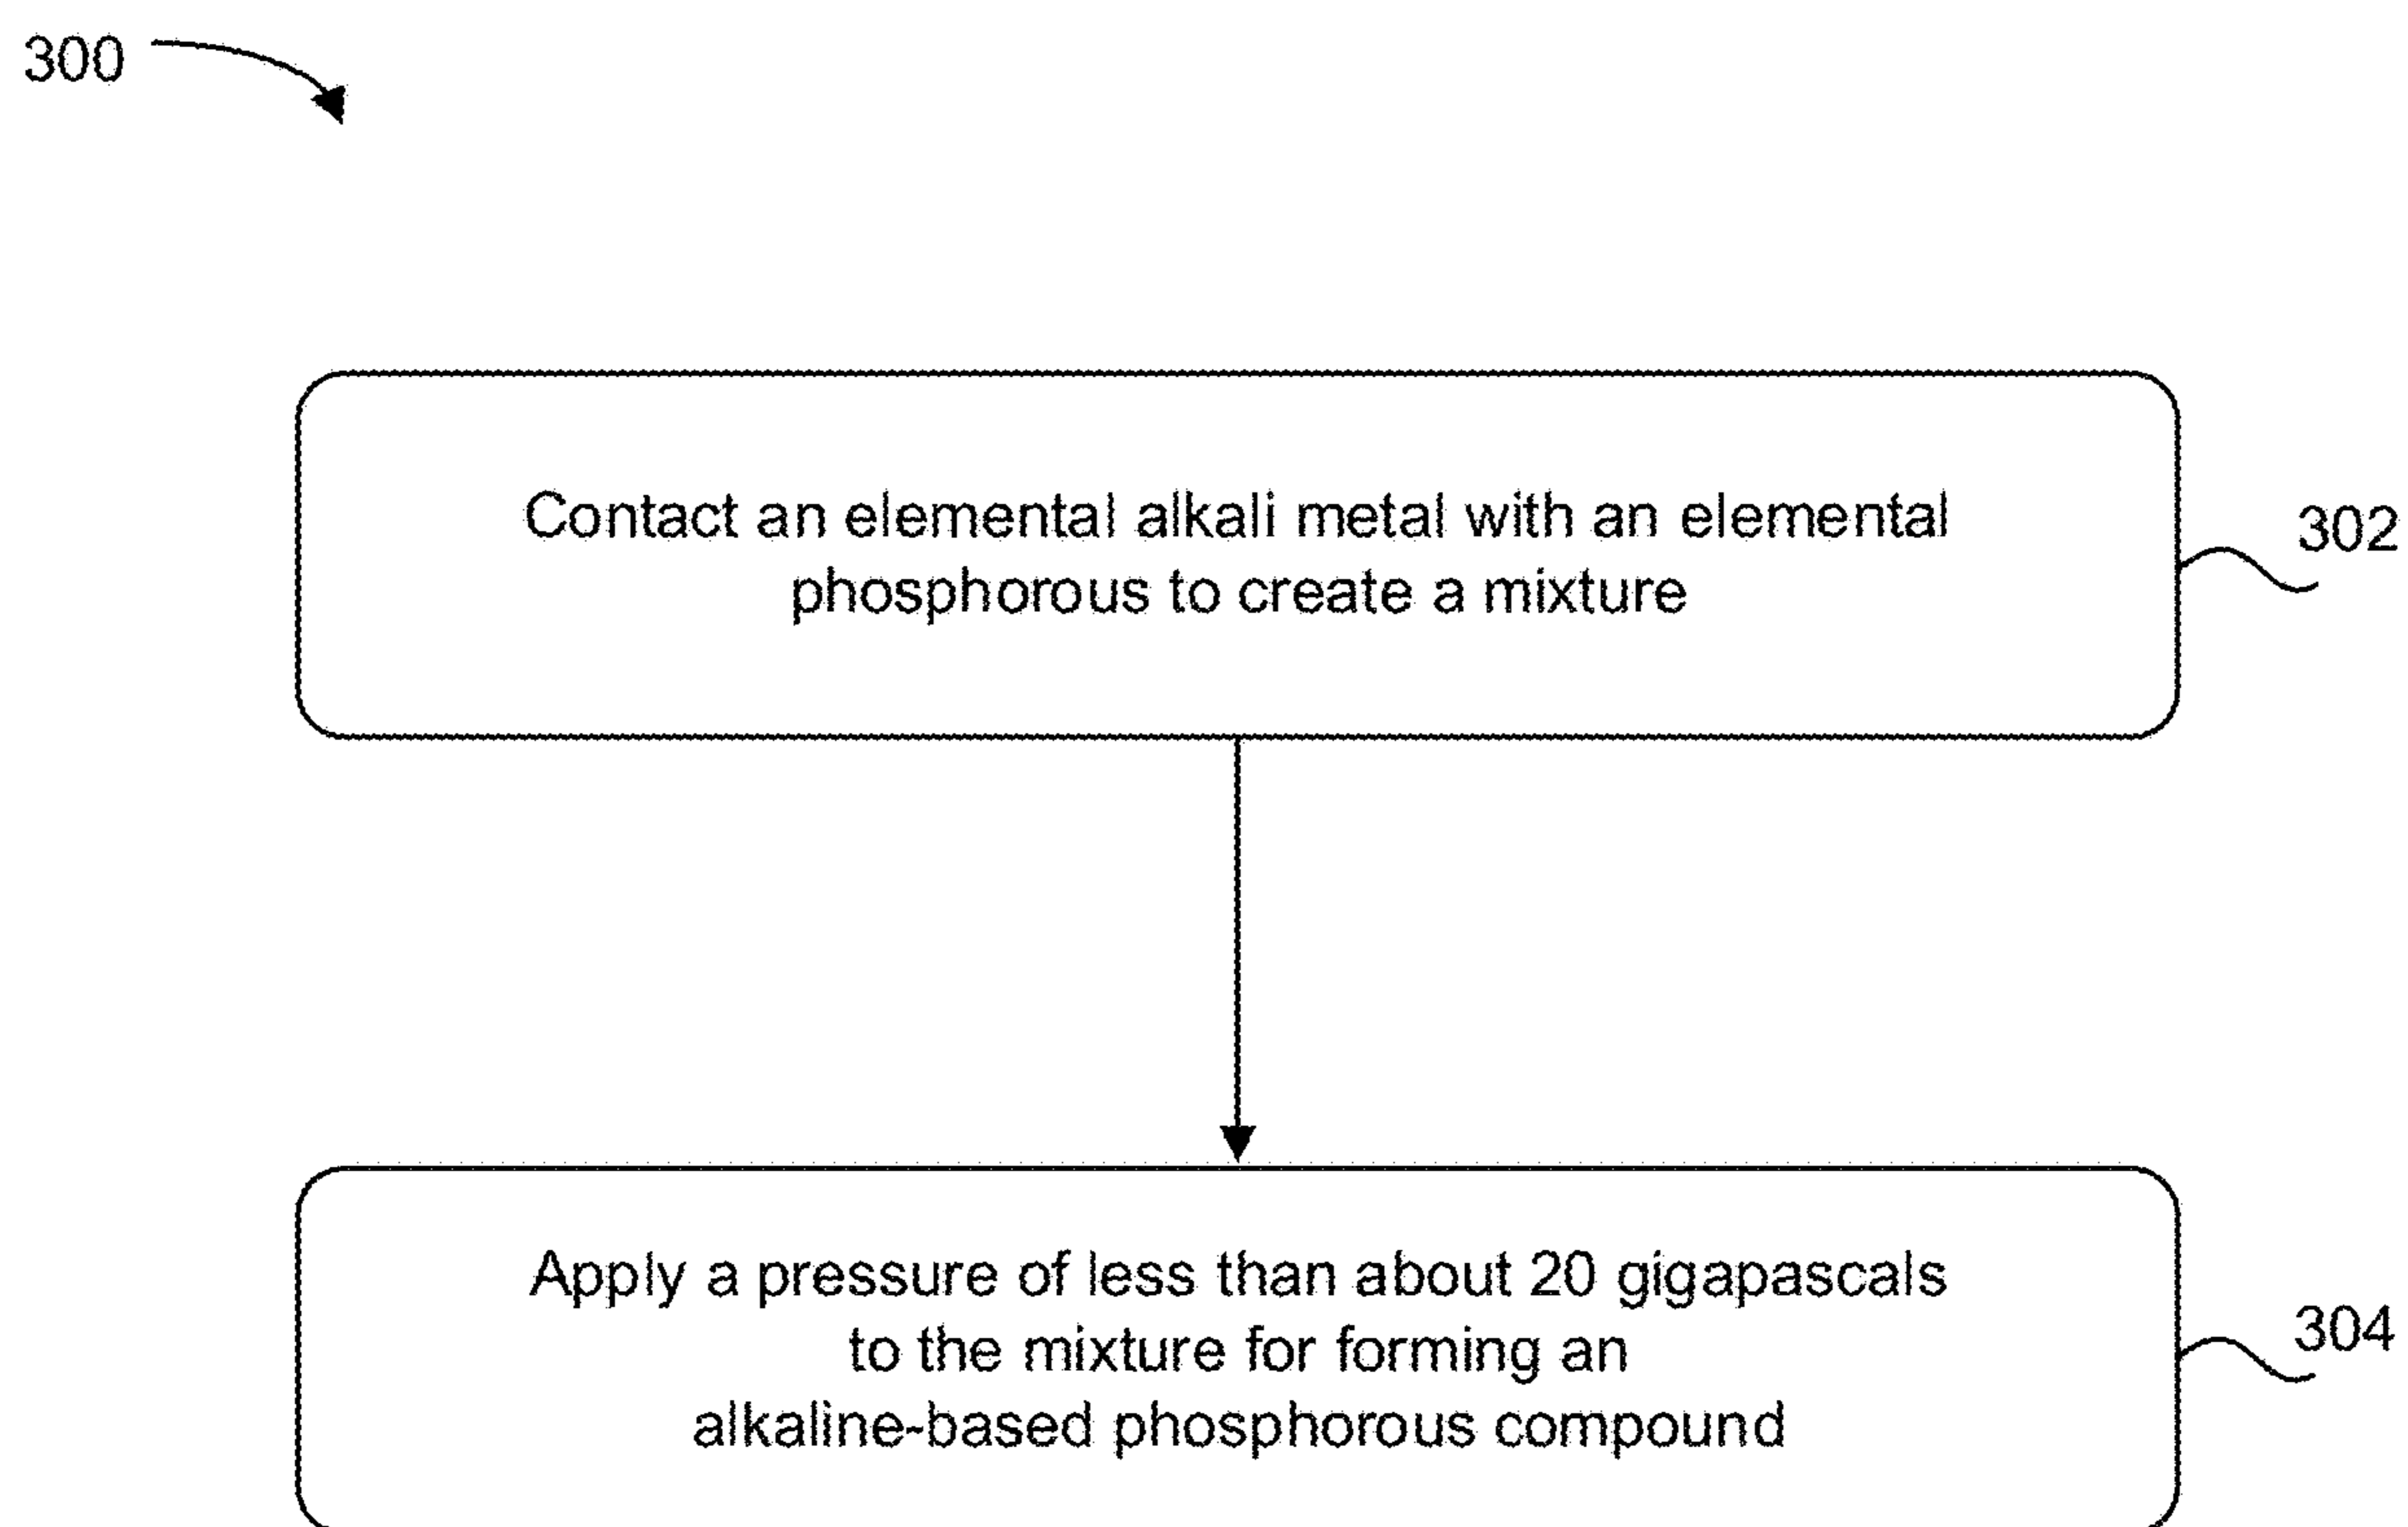 300
Contact an elemental alkali metal with an elemental
phosphorous to create a mixture
302
Apply a pressure of less than about 20 gigapascals
to the mixture for forming an
alkaline-based phosphorous compound
304